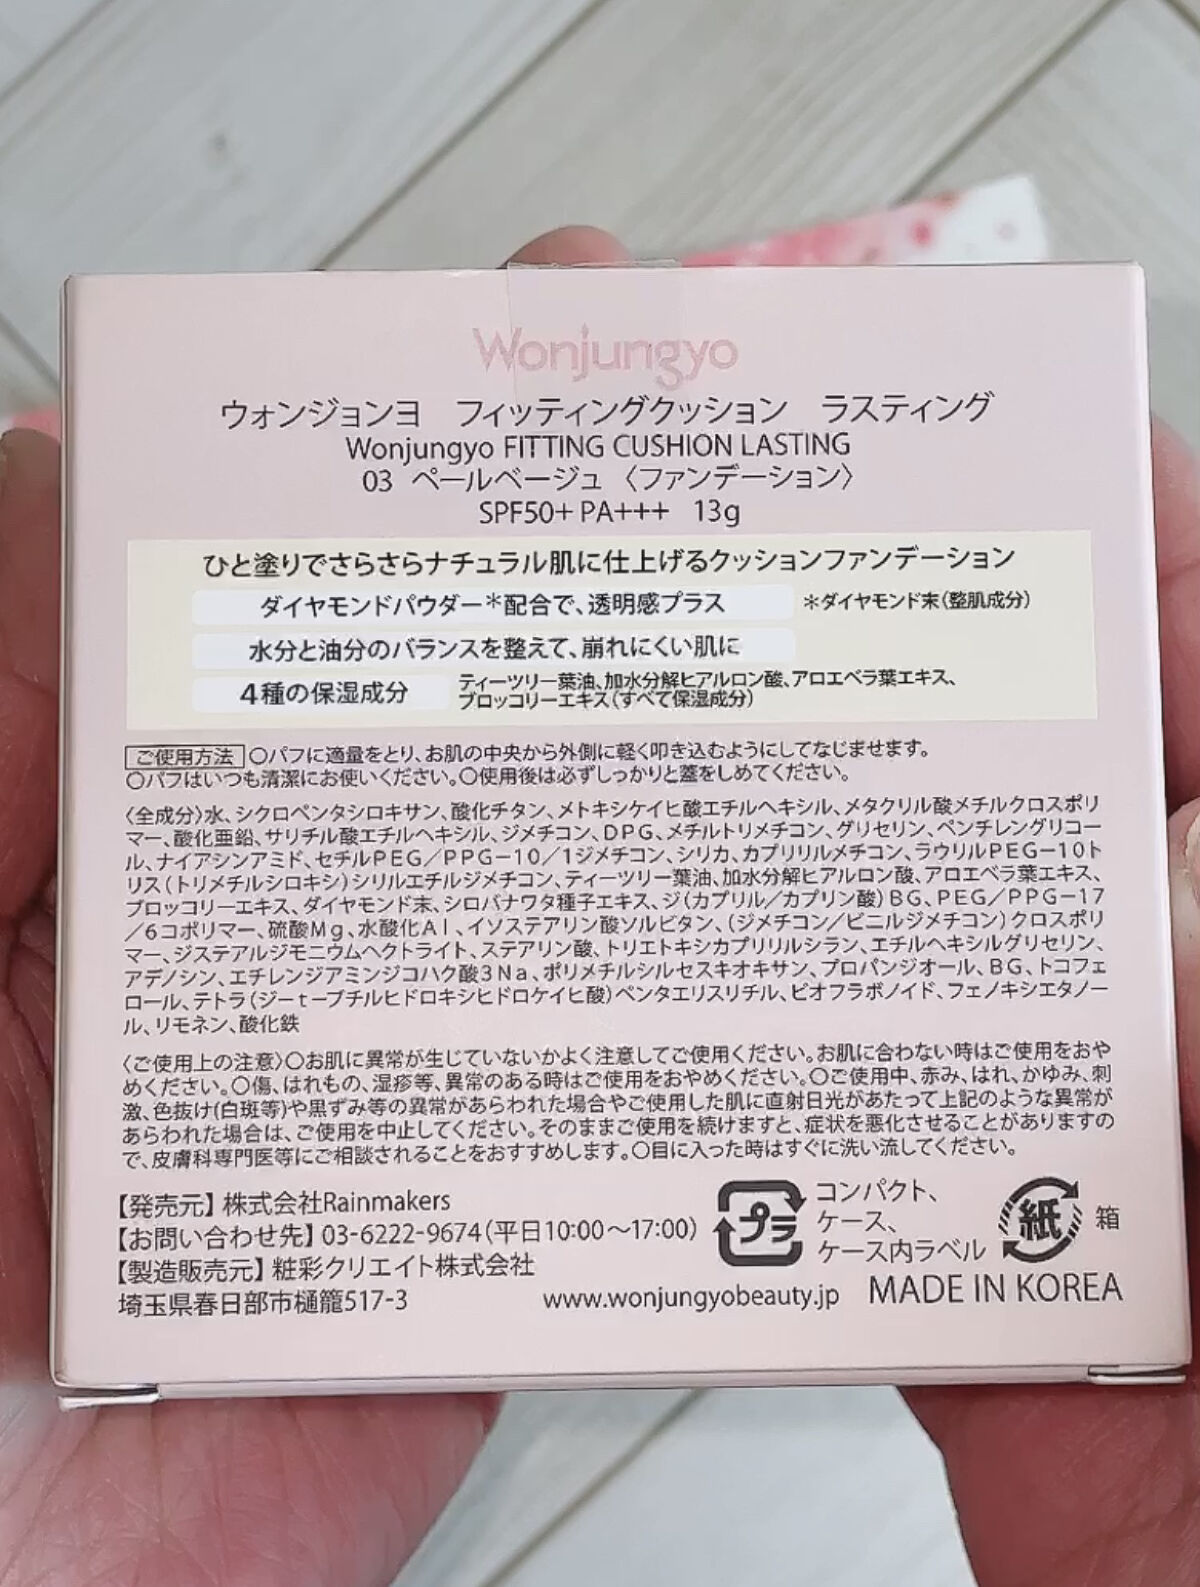 Wonjungyo
ウォンジョンヨ フィッティングクッション ラスティング
Wonjungyo FITTING CUSHION LASTING
03 ペールベージュ 〈ファンデーション〉
SPF50+ PA+++ 13g
ひと塗りでさらさらナチュラル肌に仕上げるクッションファンデーション
ダイヤモンドパウダー＊配合で、透明感プラス ＊ダイヤモンド末（整肌成分）
水分と油分のバランスを整えて、崩れにくい肌に
4種の保湿成分 ティーツリー葉油、加水分解ヒアルロン酸、アロエベラ葉エキス、
ブロッコリーエキス（すべて保湿成分）
ご使用方法 〇パフに適量をとり、お肌の中央から外側に軽く叩き込むようにしてなじませます。
〇パフはいつも清潔にお使いください。〇使用後は必ずしっかりと蓋をしめてください。
〈全成分〉水、シクロペンタシロキサン、酸化チタン、メトキシケイヒ酸エチルヘキシル、メタクリル酸メチルクロスポリ
マー、酸化亜鉛、サリチル酸エチルヘキシル、ジメチコン、DPG、メチルトリメチコン、グリセリン、ペンチレングリコー
ル、ナイアシンアミド、セチルPEG／PPG－10／1ジメチコン、シリカ、カプリリルメチコン、ラウリルPEG－10ト
リス（トリメチルシロキシ）シリルエチルジメチコン、ティーツリー葉油、加水分解ヒアルロン酸、アロエベラ葉エキス、
ブロッコリーエキス、ダイヤモンド末、シロバナワタ種子エキス、ジ（カプリル／カプリン酸）BG、PEG／PPG－17
／6コポリマー、硫酸Mg、水酸化Al、イソステアリン酸ソルビタン、（ジメチコン／ビニルジメチコン）クロスポリ
マー、ジステアルジモニウムヘクトライト、ステアリン酸、トリエトキシカプリリルシラン、エチルヘキシルグリセリン、
アデノシン、エチレンジアミンジコハク酸3Na、ポリメチルシルセスキオキサン、プロパンジオール、BG、トコフェ
ロール、テトラ（ジ－t－ブチルヒドロキシヒドロケイヒ酸）ペンタエリスリチル、ビオフラボノイド、フェノキシエタノー
ル、リモネン、酸化鉄
〈ご使用上の注意〉〇お肌に異常が生じていないかよく注意してご使用ください。お肌に合わない時はご使用をおや
めください。〇傷、はれもの、湿疹等、異常のある時はご使用をおやめください。〇ご使用中、赤み、はれ、かゆみ、刺
激、色抜け(白斑等)や黒ずみ等の異常があらわれた場合やご使用した肌に直射日光があたって上記のような異常が
あらわれた場合は、ご使用を中止してください。そのままご使用を続けますと、症状を悪化させることがありますの
で、皮膚科専門医等にご相談されることをおすすめします。〇目に入った時はすぐに洗い流してください。
【発売元】株式会社Rainmakers
【お問い合わせ先】03-6222-9674（平日10:00～17:00）
【製造販売元】粧彩クリエイト株式会社
埼玉県春日部市樋籠517-3
www.wonjungyobeauty.jp
プラ
コンパクト、
ケース、
ケース内ラベル
紙 箱
MADE IN KOREA